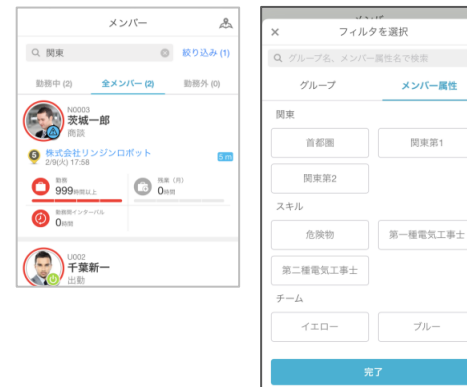 メンバー
関東
絞り込み (1)
勤務中 (2)
全メンバー (2)
勤務外 (0)
N0003
茨城一郎
商談
株式会社リンジンロボット
2/9(火) 17:58
5 m
勤務
999時間以上
残業 (月)
0時間
勤務間インターバル
0時間
U002
千葉新一
出勤
フィルタを選択
グループ名、メンバー属性名で検索
グループ
メンバー属性
関東
首都圏
関東第1
関東第2
スキル
危険物
第一種電気工事士
第二種電気工事士
チーム
イエロー
ブルー
完了